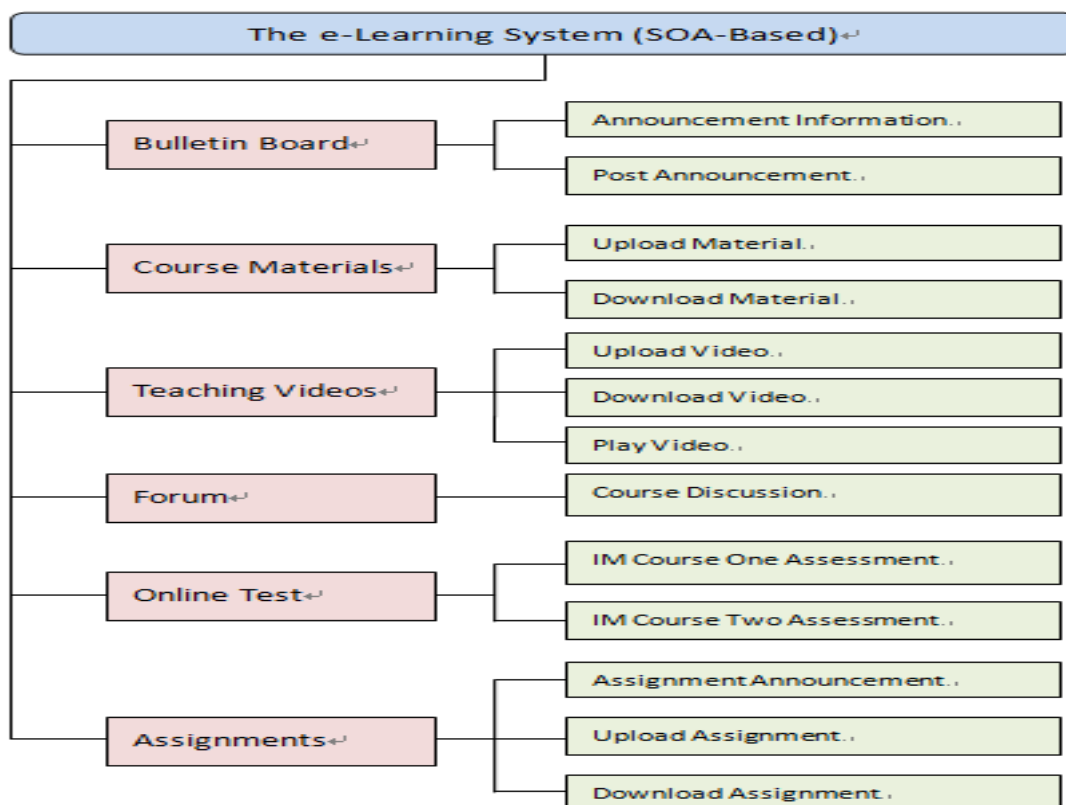 The e-Learning System (SOA-Based)
Bulletin Board
Announcement Information.
Post Announcement.
Course Materials
Upload Material.
Download Material.
Teaching Videos
Upload Video.
Download Video.
Play Video.
Forum
Course Discussion.
Online Test
IM Course One Assessment.
IM Course Two Assessment.
Assignments
Assignment Announcement.
Upload Assignment.
Download Assignment.